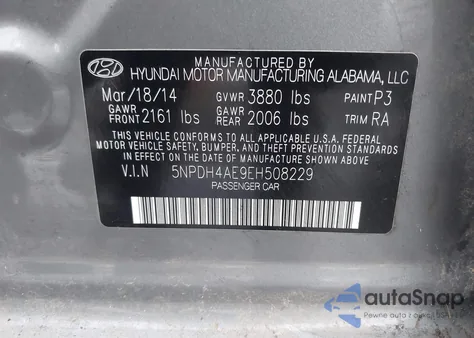 MANUFACTURED BY
HYUNDAI MOTOR MANUFACTURING ALABAMA, LLC
Mar/18/14 GVWR 3880 lbs PAINT P3
GAWR FRONT 2161 lbs GAWR REAR 2006 lbs TRIM RA
THIS VEHICLE CONFORMS TO ALL APPLICABLE U.S.A. FEDERAL
MOTOR VEHICLE SAFETY, BUMPER, AND THEFT PREVENTION
STANDARDS IN EFFECT ON THE DATE OF MANUFACTURE SHOWN ABOVE.
V.I.N 5NPDH4AE9EH508229
PASSENGER CAR
autoSnap
Pewne auto z